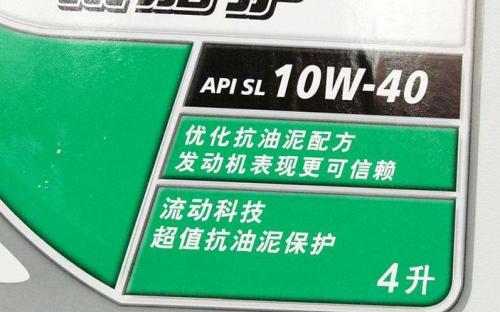 API SL 10W-40
优化抗油泥配方
发动机表现更可信赖
流动科技
超值抗油泥保护
4升